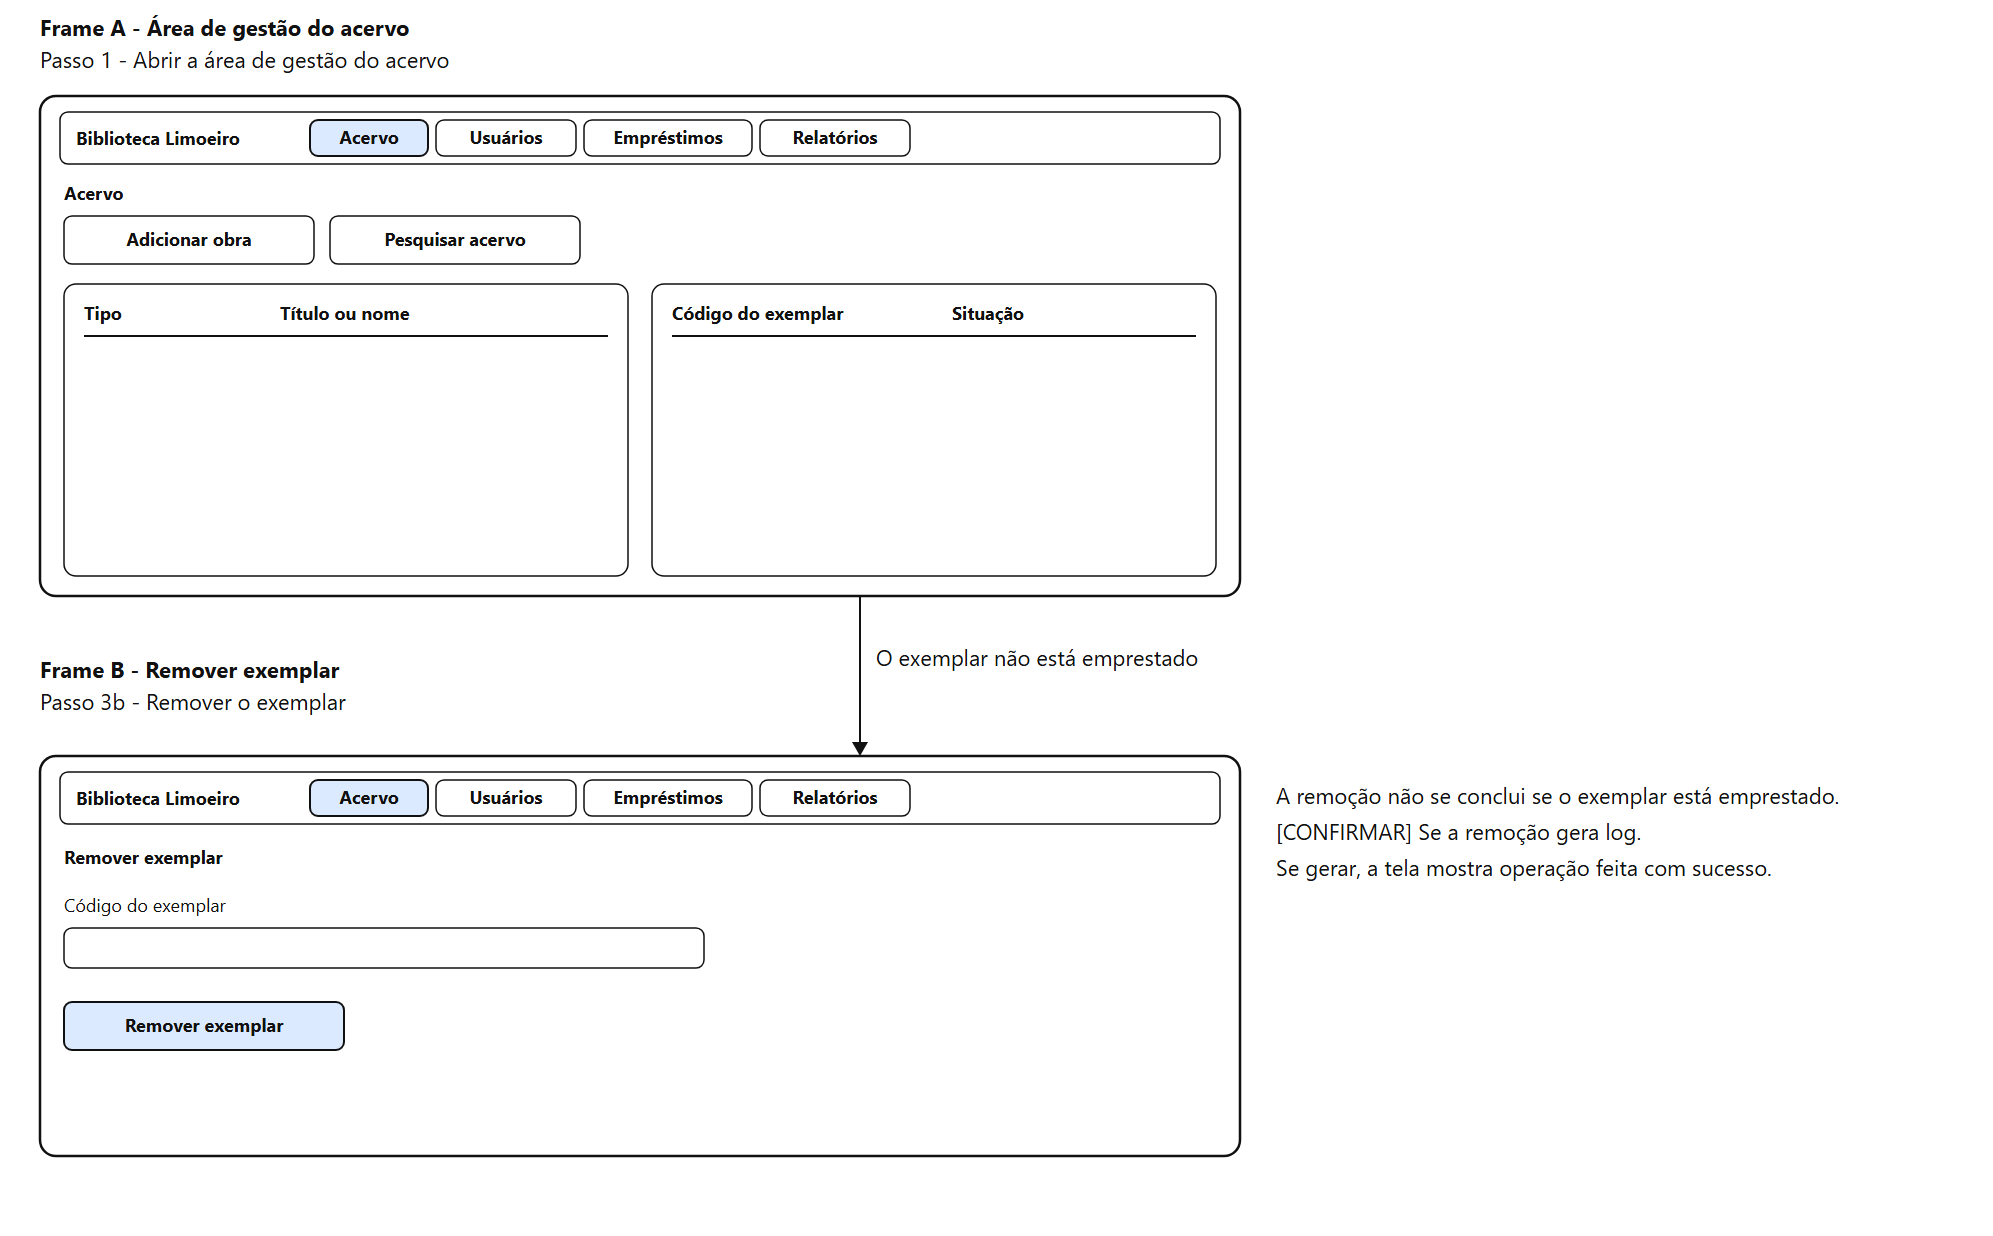 Frame A - Área de gestão do acervo
Passo 1 - Abrir a área de gestão do acervo
Biblioteca Limoeiro Acervo Usuários Empréstimos Relatórios
Acervo
Adicionar obra Pesquisar acervo
Tipo Título ou nome Código do exemplar Situação
O exemplar não está emprestado
Frame B - Remover exemplar
Passo 3b - Remover o exemplar
Biblioteca Limoeiro Acervo Usuários Empréstimos Relatórios
Remover exemplar
Código do exemplar
Remover exemplar
A remoção não se conclui se o exemplar está emprestado.
[CONFIRMAR] Se a remoção gera log.
Se gerar, a tela mostra operação feita com sucesso.